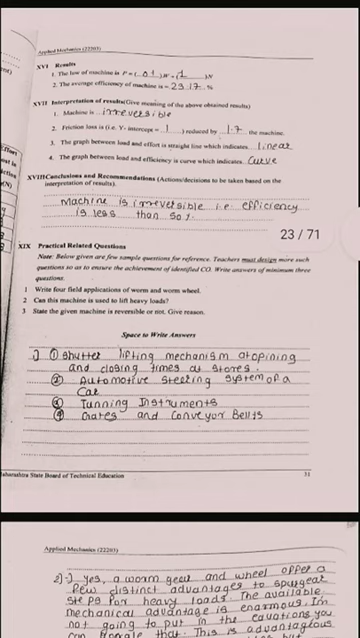 Applied Mechanics (22203)
XVI Results
1. The law of machine is P = (.01)W + (1)N
2. The average efficiency of machine is = 23.17 %
XVII Interpretation of results (Give meaning of the above obtained results)
1. Machine is irreversible
2. Friction loss is (i.e. Y- intercept = 1) reduced by 1.7 the machine.
3. The graph between load and effort is straight line which indicates linear
4. The graph between load and efficiency is curve which indicates. Curve
XVIII Conclusions and Recommendations (Actions/decisions to be taken based on the
interpretation of results).
Machine is irreversible i.e. efficiency
is less than 50%
23 / 71
XIX Practical Related Questions
Note: Below given are few sample questions for reference. Teachers must design more such
questions so as to ensure the achievement of identified CO. Write answers of minimum three
questions.
1 Write four field applications of worm and worm wheel.
2 Can this machine is used to lift heavy loads?
3 State the given machine is reversible or not. Give reason.
Space to Write Answers
1) ① Shutter lifting mechanism at opining
and closing times at stores.
② Automotive steering system of a
Car
③ Tunning Instruments
④ Gates and Conveyor Bellts
Maharashtra State Board of Technical Education
31
Applied Mechanics (22203)
2)-) yes, a worm gear and wheel offer a
few distinct advantages to spurgear
steps for heavy loads. The available
mechanical advantage is enormous. Im
not going to put in the equations you
can that. This is advantageous